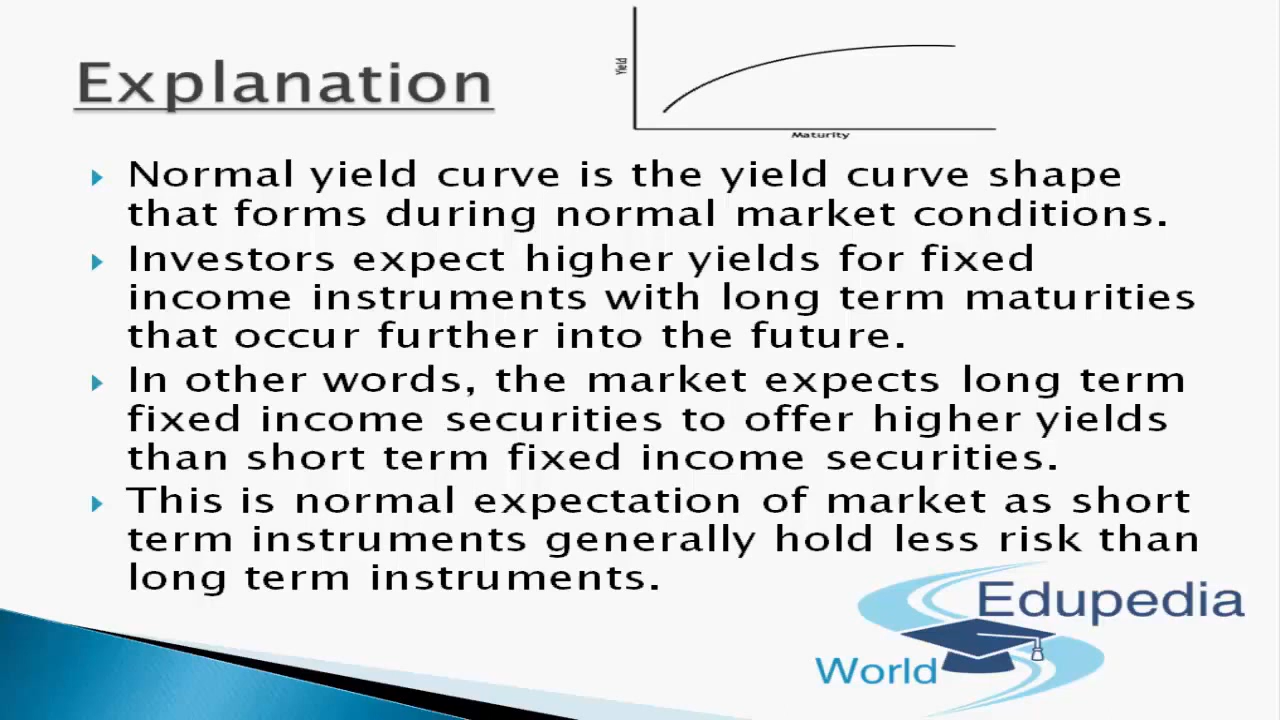 Explanation
Yield
Maturity
Normal yield curve is the yield curve shape
that forms during normal market conditions.
Investors expect higher yields for fixed
income instruments with long term maturities
that occur further into the future.
In other words, the market expects long term
fixed income securities to offer higher yields
than short term fixed income securities.
This is normal expectation of market as short
term instruments generally hold less risk than
long term instruments.
Edupedia
World